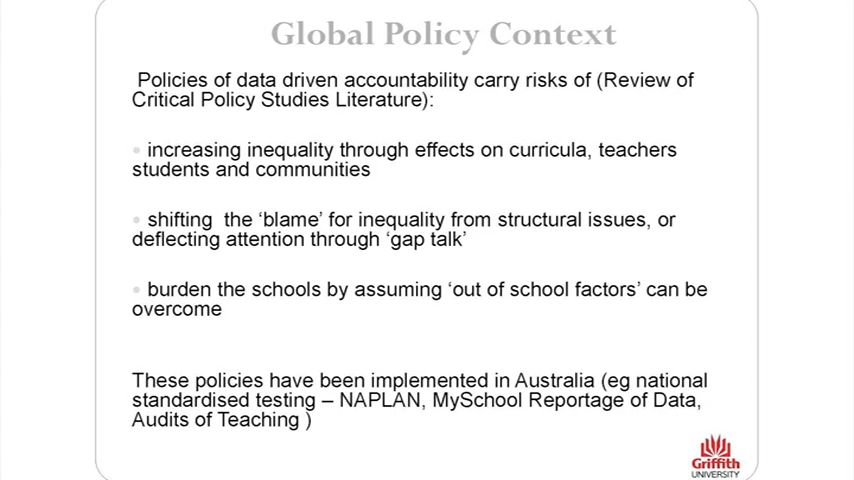 Global Policy Context
Policies of data driven accountability carry risks of (Review of
Critical Policy Studies Literature):
• increasing inequality through effects on curricula, teachers
students and communities
• shifting the ‘blame’ for inequality from structural issues, or
deflecting attention through ‘gap talk’
• burden the schools by assuming ‘out of school factors’ can be
overcome
These policies have been implemented in Australia (eg national
standardised testing – NAPLAN, MySchool Reportage of Data,
Audits of Teaching )
Griffith
UNIVERSITY